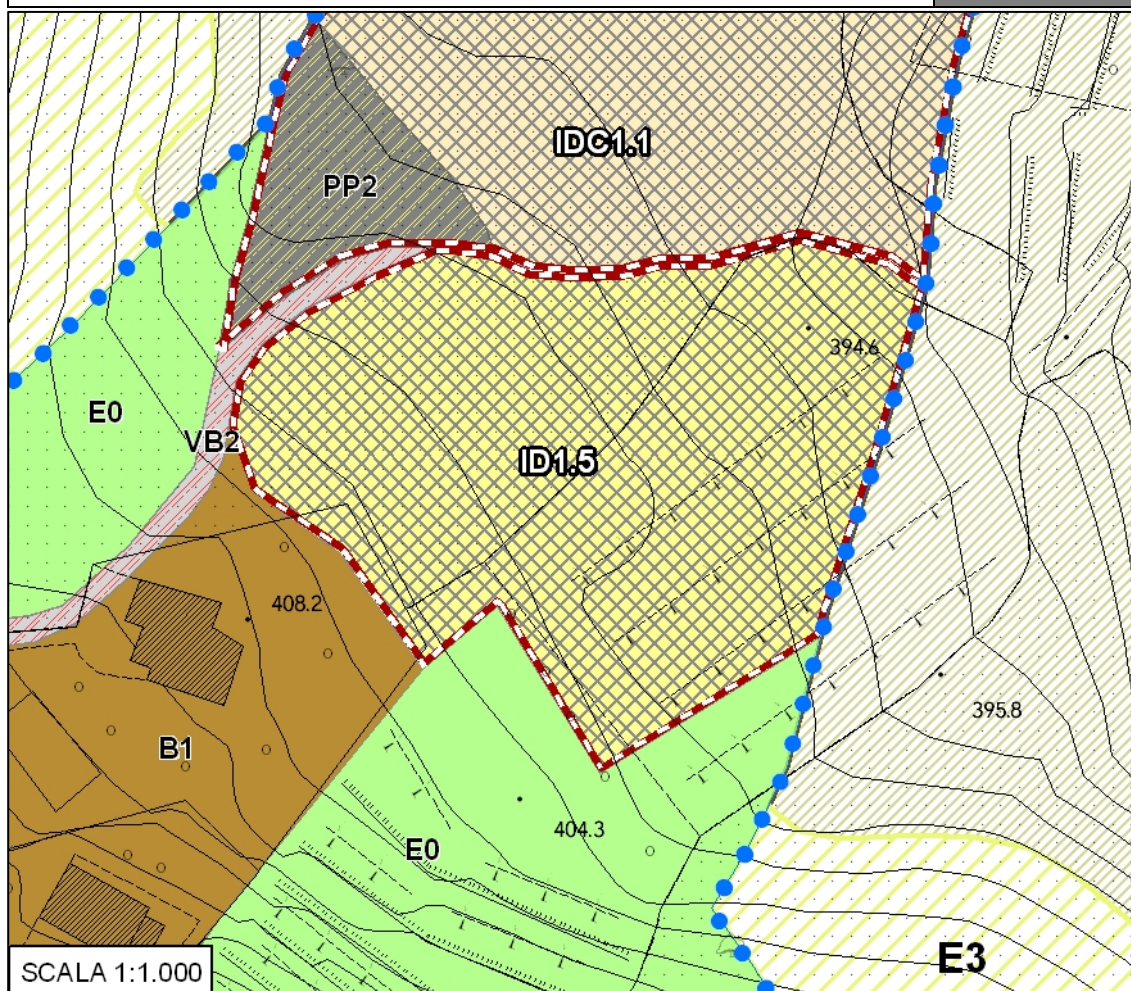 IDC1.1
PP2
394.6
E0
VB2
ID1.5
408.2
395.8
B1
404.3
E0
E3
SCALA 1:1.000